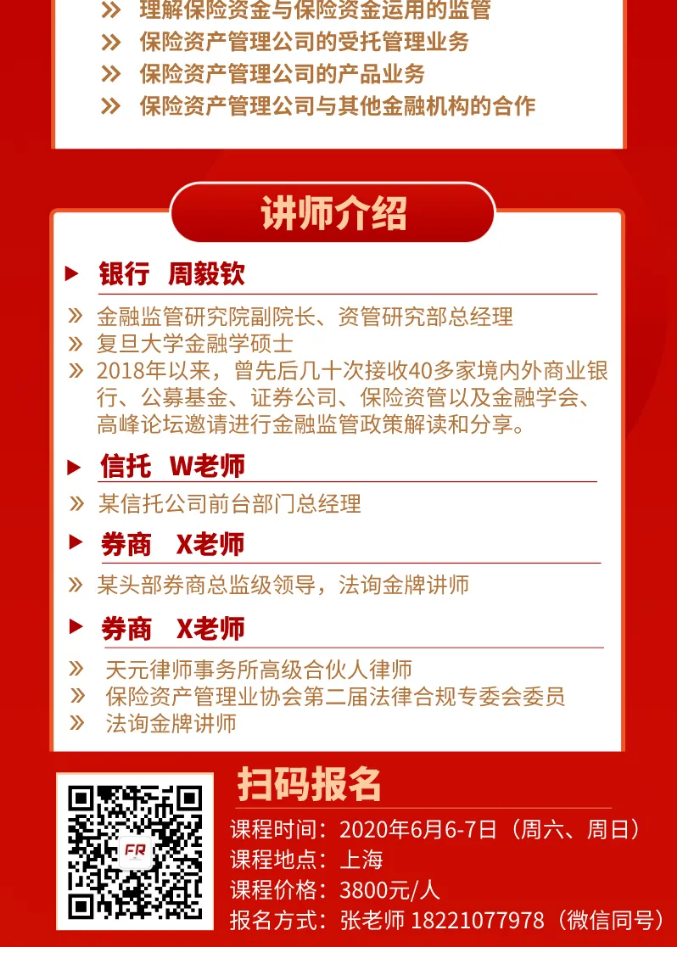 理解保险资金与保险资金运用的监管
保险资产管理公司的受托管理业务
保险资产管理公司的产品业务
保险资产管理公司与其他金融机构的合作
讲师介绍
银行 周毅钦
金融监管研究院副院长、资管研究部总经理
复旦大学金融学硕士
2018年以来，曾先后几十次接收40多家境内外商业银
行、公募基金、证券公司、保险资管以及金融学会、
高峰论坛邀请进行金融监管政策解读和分享。
信托 W老师
某信托公司前台部门总经理
券商 X老师
某头部券商总监级领导，法询金牌讲师
券商 X老师
天元律师事务所高级合伙人律师
保险资产管理业协会第二届法律合规专委会委员
法询金牌讲师
扫码报名
FR
课程时间：2020年6月6-7日（周六、周日）
课程地点：上海
课程价格：3800元/人
报名方式：张老师 18221077978（微信同号）